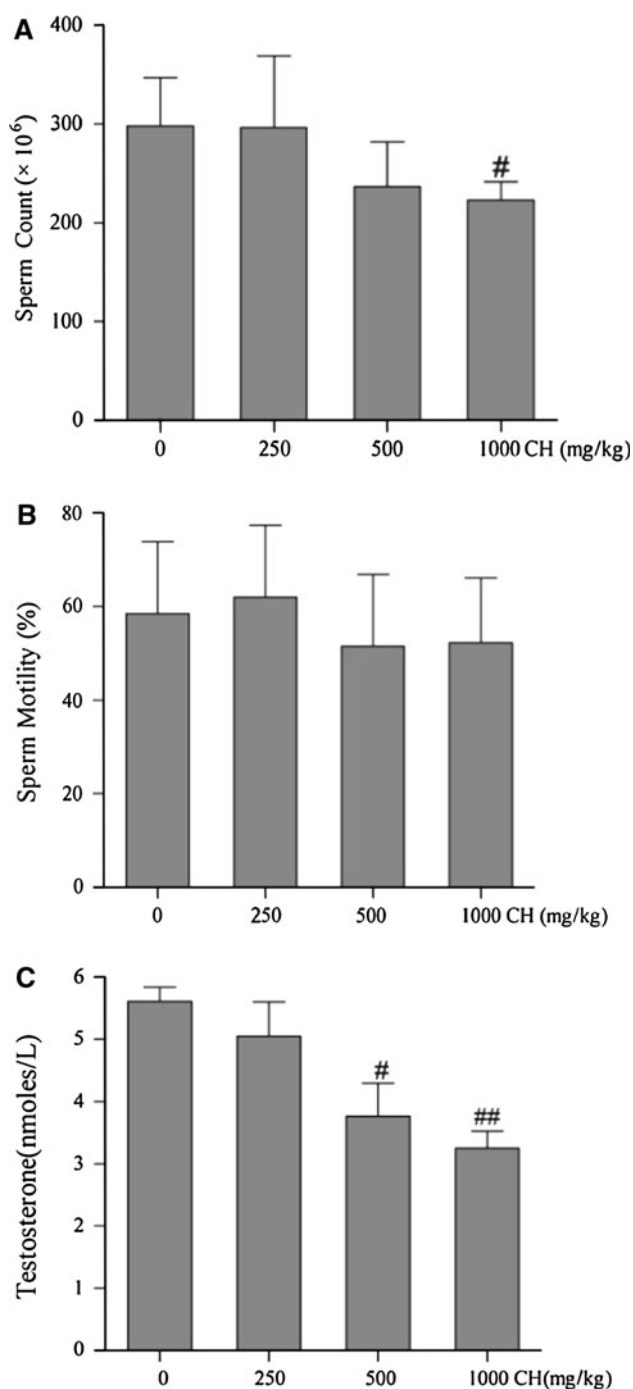 A
Sperm Count (× 10⁶)
400
300
200
100
0
#
0 250 500 1000 CH (mg/kg)
B
Sperm Motility (%)
80
60
40
20
0
0 250 500 1000 CH (mg/kg)
C
Testosterone(nmoles/L)
6
5
4
3
2
1
0
#
##
0 250 500 1000 CH(mg/kg)